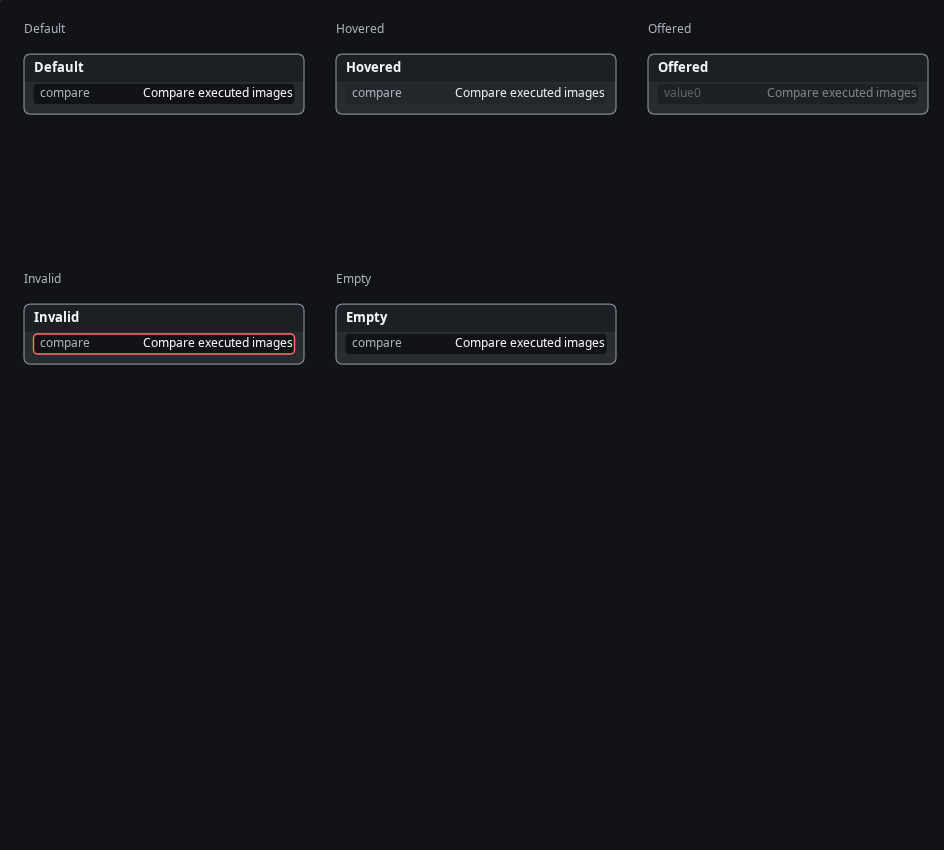 Default
Hovered
Offered
Default
Hovered
Offered
compare Compare executed images
compare Compare executed images
value0 Compare executed images
Invalid
Empty
Invalid
Empty
compare Compare executed images
compare Compare executed images